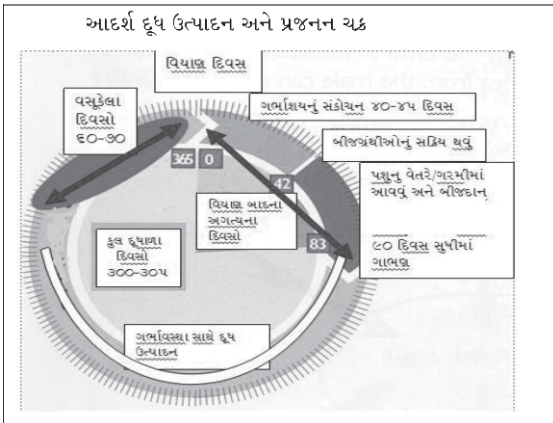 આદર્શ દૂધ ઉત્પાદન અને પ્રજનન ચક્ર
વિયાણ દિવસ
વસૂકેલા
દિવસો
૬૦-૭૦
ગર્ભાશયનું સંકોચન ૪૦-૪૫ દિવસ
બીજગ્રંથીઓનું સક્રિય થવું
365 0
42
83
પશુનુ વેતરે/ગરમીમાં
આવવું અને બીજદાન
૯૦ દિવસ સુધીમાં
ગાભણ
વિયાણ બાદના
અગત્યના
દિવસો
કુલ દૂધાળા
દિવસો
૩૦૦-૩૦૫
ગર્ભાવસ્થા સાથે દૂધ
ઉત્પાદન